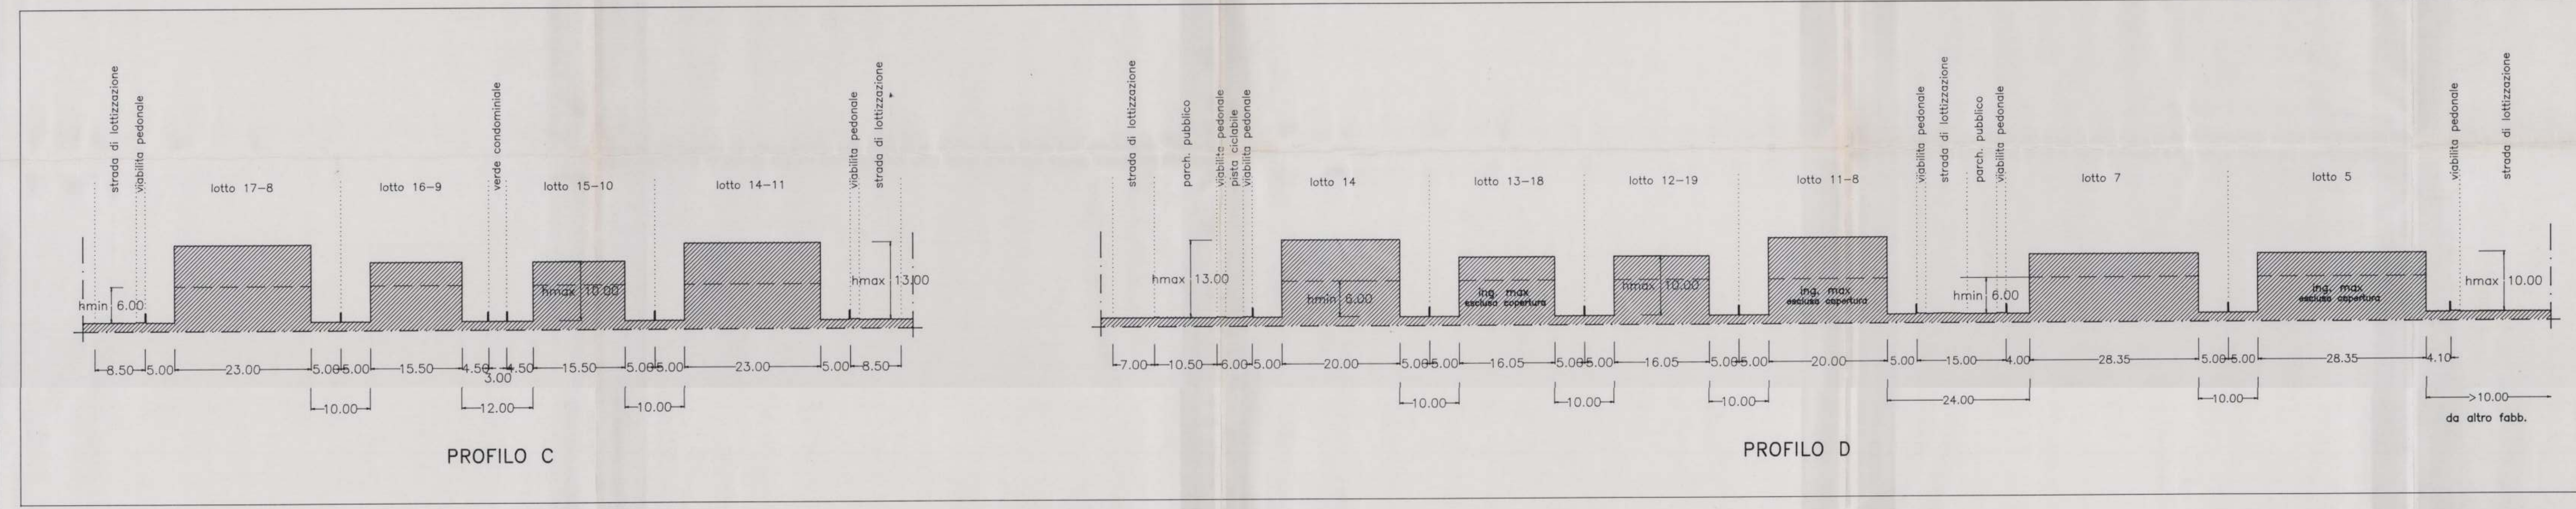 strada di lottizzazione
viabilita pedonale
lotto 17-8
lotto 16-9
verde condominiale
lotto 15-10
lotto 14-11
viabilita pedonale
strada di lottizzazione
hmin 6.00
hmax 10.00
hmax 13.00
8.50 5.00 23.00 5.00 5.00 15.50 4.50 3.00 4.50 15.50 5.00 5.00 23.00 5.00 8.50
10.00 12.00 10.00
PROFILO C
strada di lottizzazione
parch. pubblico
viabilita pedonale
pista ciclabile
viabilita pedonale
lotto 14
lotto 13-18
lotto 12-19
lotto 11-8
viabilita pedonale
strada di lottizzazione
parch. pubblico
viabilita pedonale
lotto 7
lotto 5
viabilita pedonale
strada di lottizzazione
hmax 13.00
hmin 6.00
ing. max
esclusa copertura
hmax 10.00
ing. max
esclusa copertura
hmin 6.00
ing. max
esclusa copertura
hmax 10.00
7.00 10.50 6.00 5.00 20.00 5.00 5.00 16.05 5.00 5.00 16.05 5.00 5.00 20.00 5.00 15.00 4.00 28.35 5.00 5.00 28.35 4.10
10.00 10.00 10.00 24.00 10.00 >10.00
da altro fabb.
PROFILO D